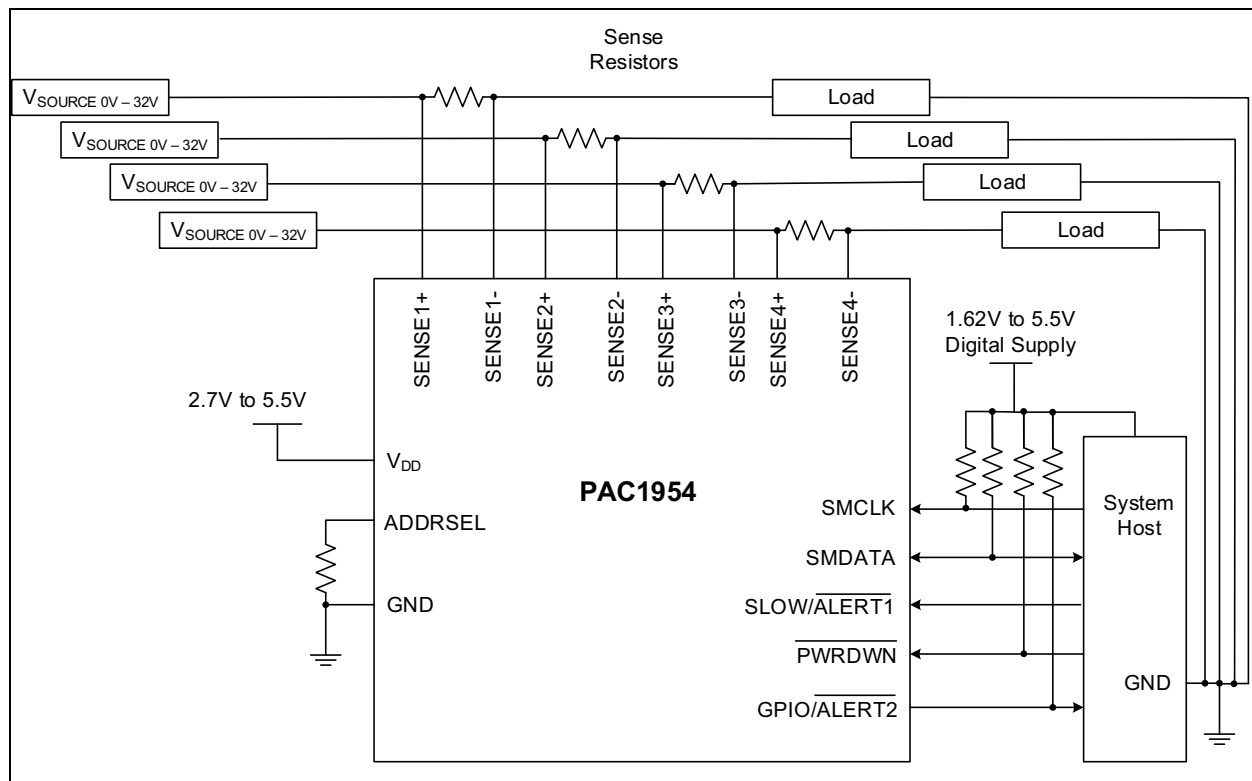 Sense
Resistors
VSOURCE 0V – 32V
Load
VSOURCE 0V – 32V
Load
VSOURCE 0V – 32V
Load
VSOURCE 0V – 32V
Load
SENSE1+
SENSE1-
SENSE2+
SENSE2-
SENSE3+
SENSE3-
SENSE4+
SENSE4-
1.62V to 5.5V
Digital Supply
2.7V to 5.5V
VDD
PAC1954
ADDRSEL
GND
SMCLK
SMDATA
SLOW/ALERT1
PWRDWN
GPIO/ALERT2
System
Host
GND